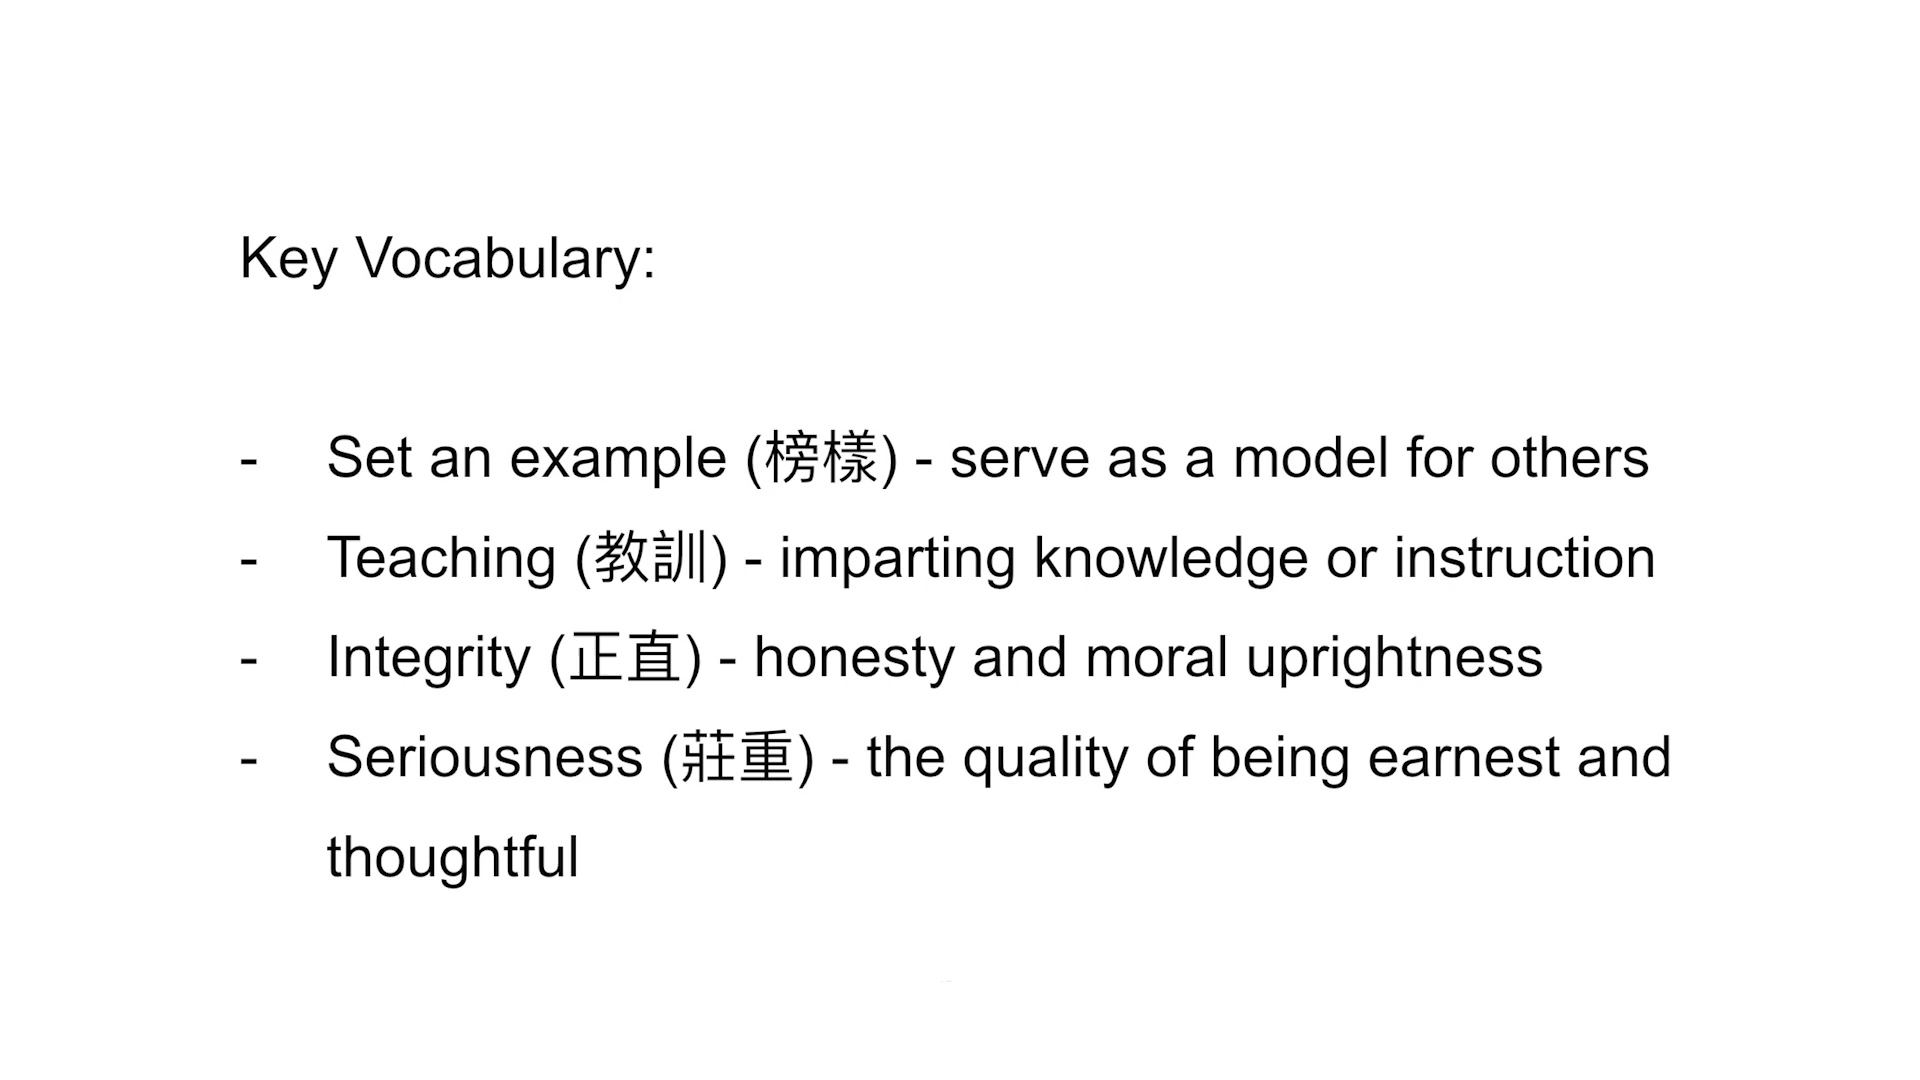 Key Vocabulary:
- Set an example (榜樣) - serve as a model for others
- Teaching (教訓) - imparting knowledge or instruction
- Integrity (正直) - honesty and moral uprightness
- Seriousness (莊重) - the quality of being earnest and
thoughtful